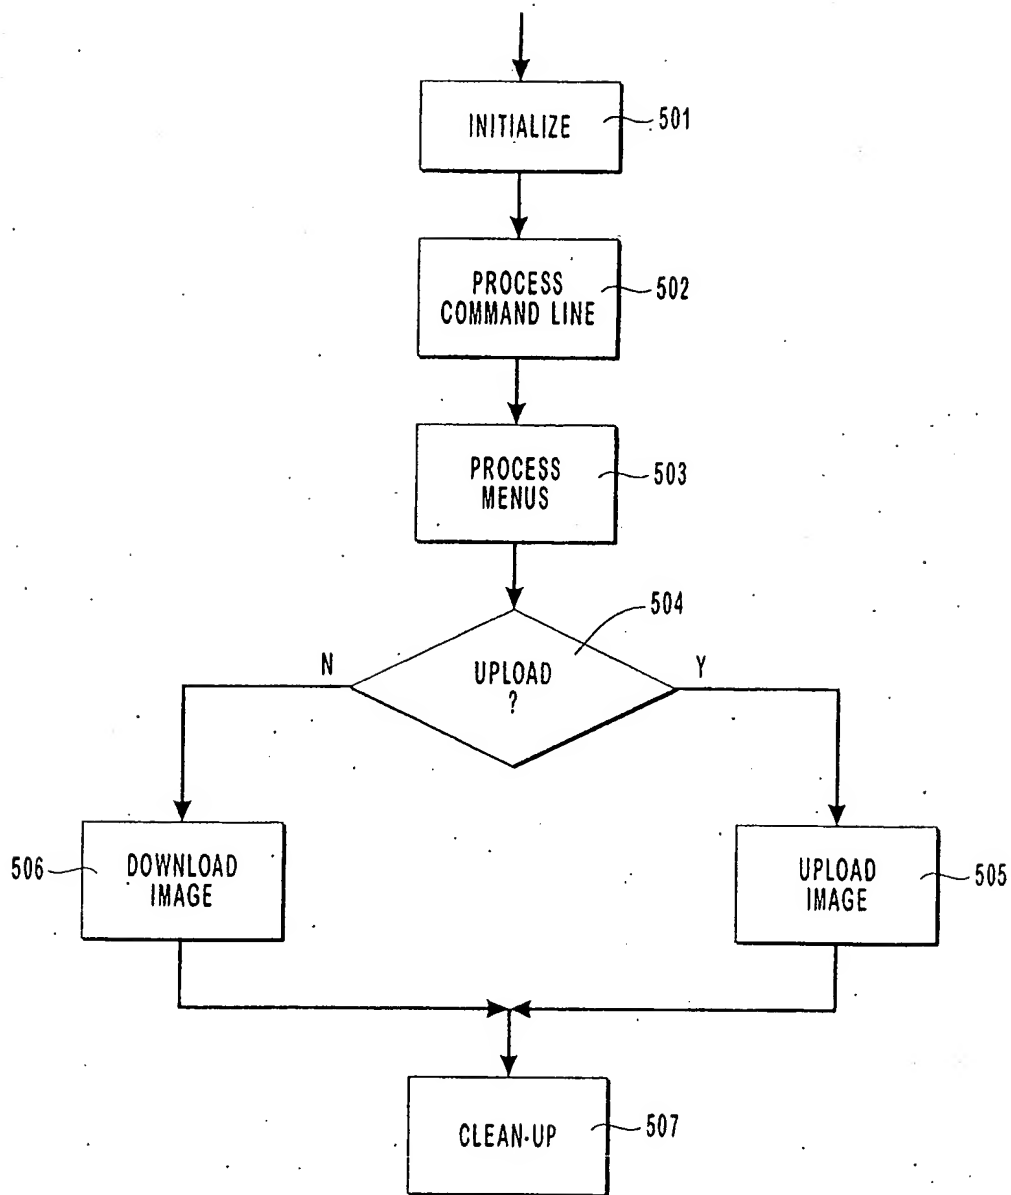 INITIALIZE
501
PROCESS
COMMAND LINE
502
PROCESS
MENUS
503
504
UPLOAD
?
N
Y
506
DOWNLOAD
IMAGE
UPLOAD
IMAGE
505
CLEAN-UP
507